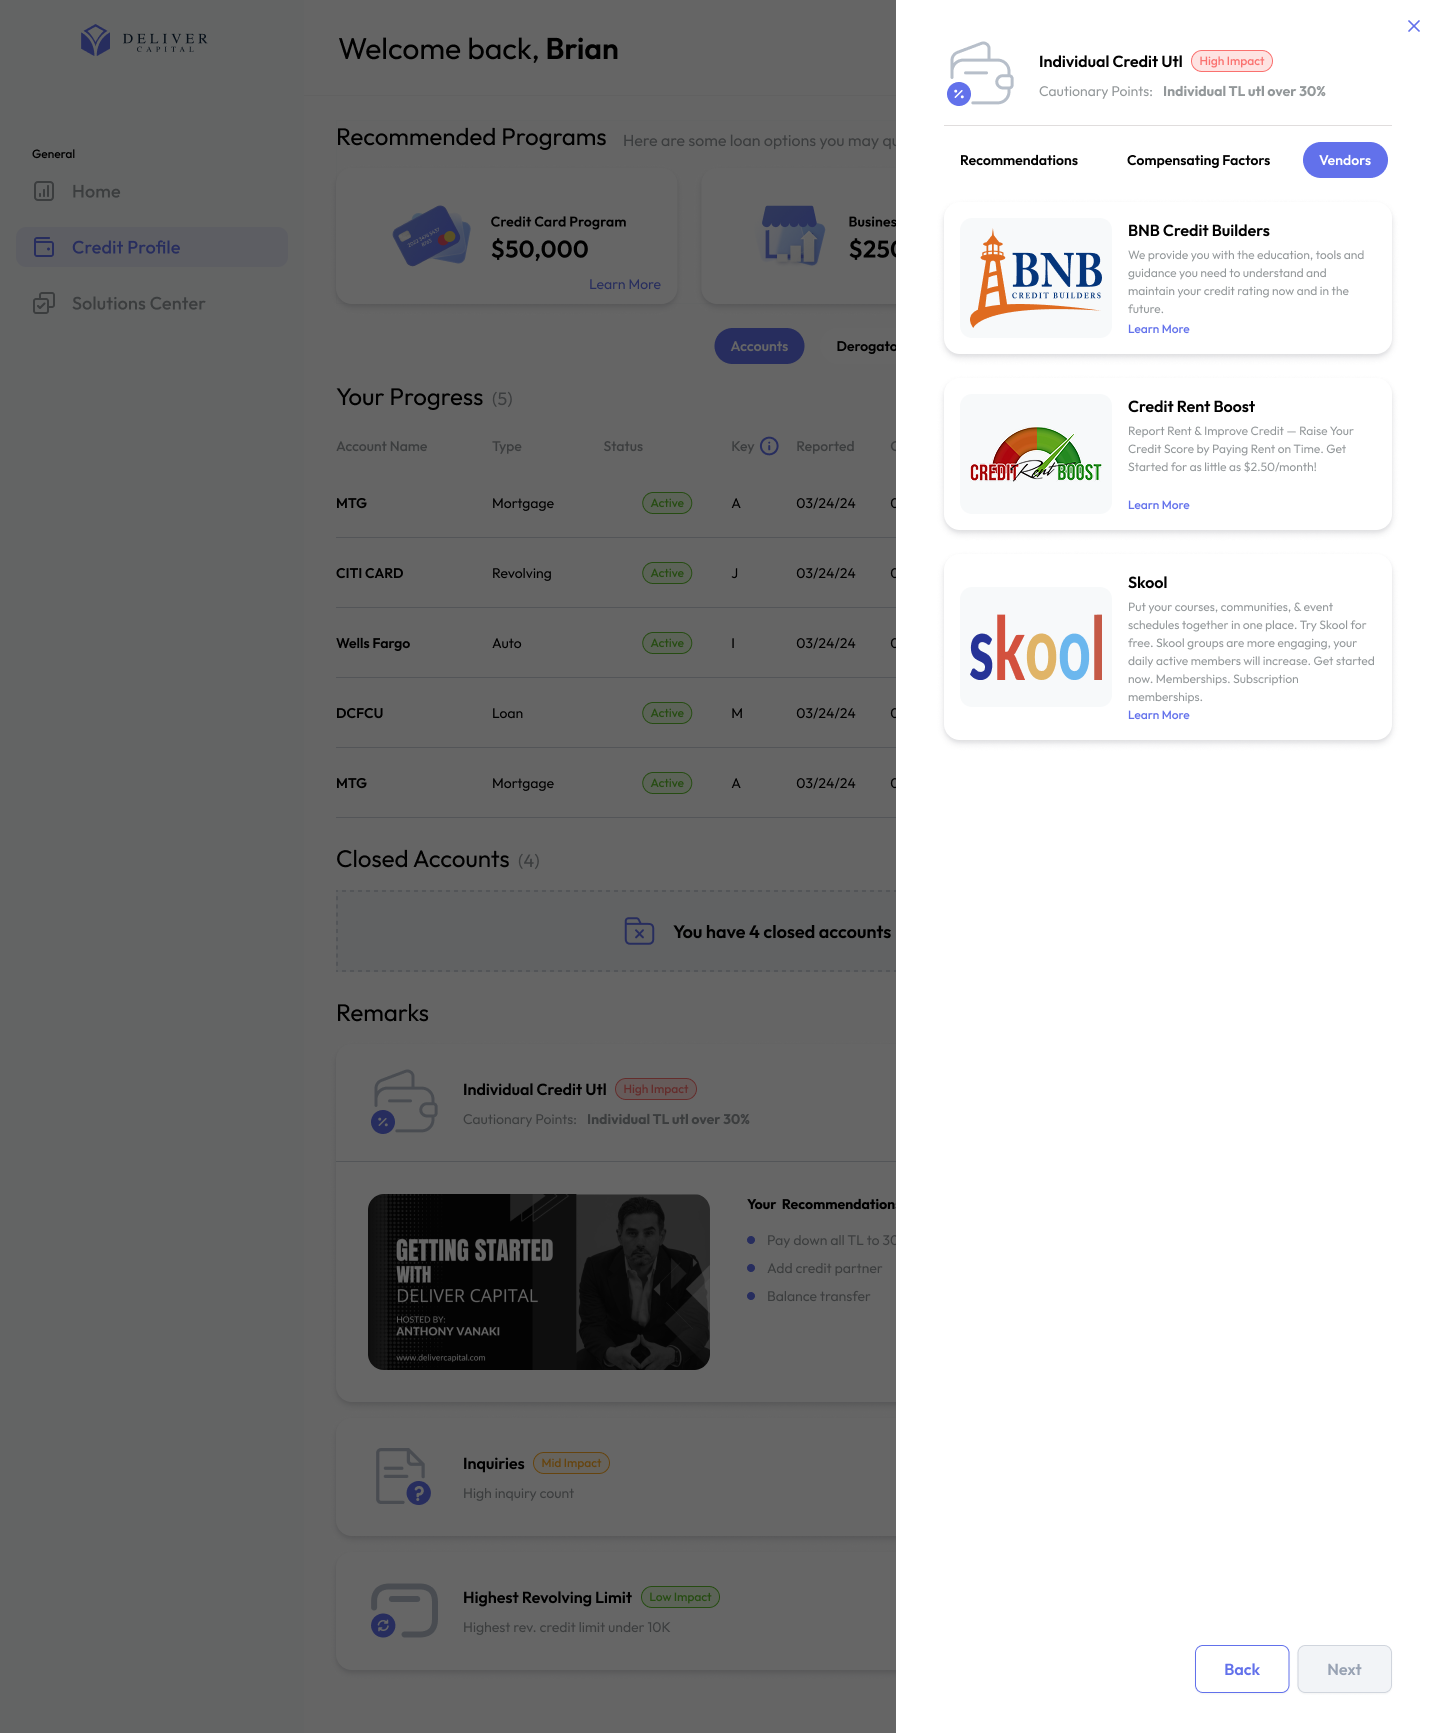 DELIVER
CAPITAL
Welcome back, Brian
General
Home
Credit Profile
Solutions Center
Recommended Programs
Here are some loan options you may qu
Credit Card Program
$50,000
Learn More
Busines
$250
Accounts
Derogato
Your Progress (5)
Account Name Type Status Key Reported
MTG Mortgage Active A 03/24/24
CITI CARD Revolving Active J 03/24/24
Wells Fargo Auto Active I 03/24/24
DCFCU Loan Active M 03/24/24
MTG Mortgage Active A 03/24/24
Closed Accounts (4)
You have 4 closed accounts
Remarks
Individual Credit Utl High Impact
Cautionary Points: Individual TL utl over 30%
GETTING STARTED
WITH
DELIVER CAPITAL
HOSTED BY:
ANTHONY VANAKI
www.delivercapital.com
Your Recommendation
Pay down all TL to 30
Add credit partner
Balance transfer
Inquiries Mid Impact
High inquiry count
Highest Revolving Limit Low Impact
Highest rev. credit limit under 10K
Individual Credit Utl High Impact
Cautionary Points: Individual TL utl over 30%
Recommendations Compensating Factors Vendors
BNB
CREDIT BUILDERS
BNB Credit Builders
We provide you with the education, tools and
guidance you need to understand and
maintain your credit rating now and in the
future.
Learn More
CREDIT Rent BOOST
Credit Rent Boost
Report Rent & Improve Credit — Raise Your
Credit Score by Paying Rent on Time. Get
Started for as little as $2.50/month!
Learn More
skool
Skool
Put your courses, communities, & event
schedules together in one place. Try Skool for
free. Skool groups are more engaging, your
daily active members will increase. Get started
now. Memberships. Subscription
memberships.
Learn More
Back
Next